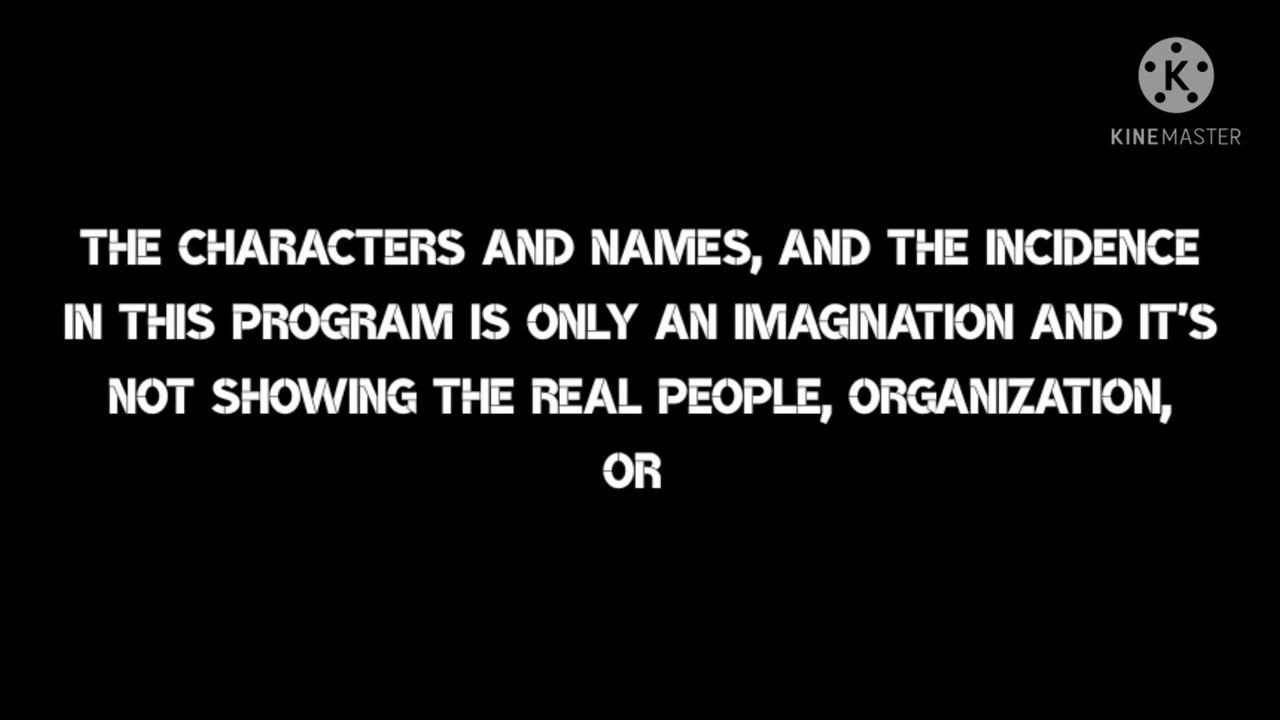 KINEMASTER
THE CHARACTERS AND NAMES, AND THE INCIDENCE
IN THIS PROGRAM IS ONLY AN IMAGINATION AND IT'S
NOT SHOWING THE REAL PEOPLE, ORGANIZATION,
OR